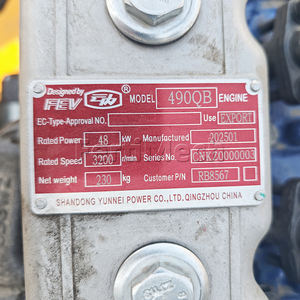 Designed by
FEV ® MODEL 490QB ENGINE
EC-Type-Approval NO. Use EXPORT
Rated Power 48 kW Manufactured 202501
Rated Speed 3200 r/min Series No. CNKZ0000003
Net weight 230 kg Customer P/N RB8567
SHANDONG YUNNEI POWER CO.,LTD.QINGZHOU CHINA